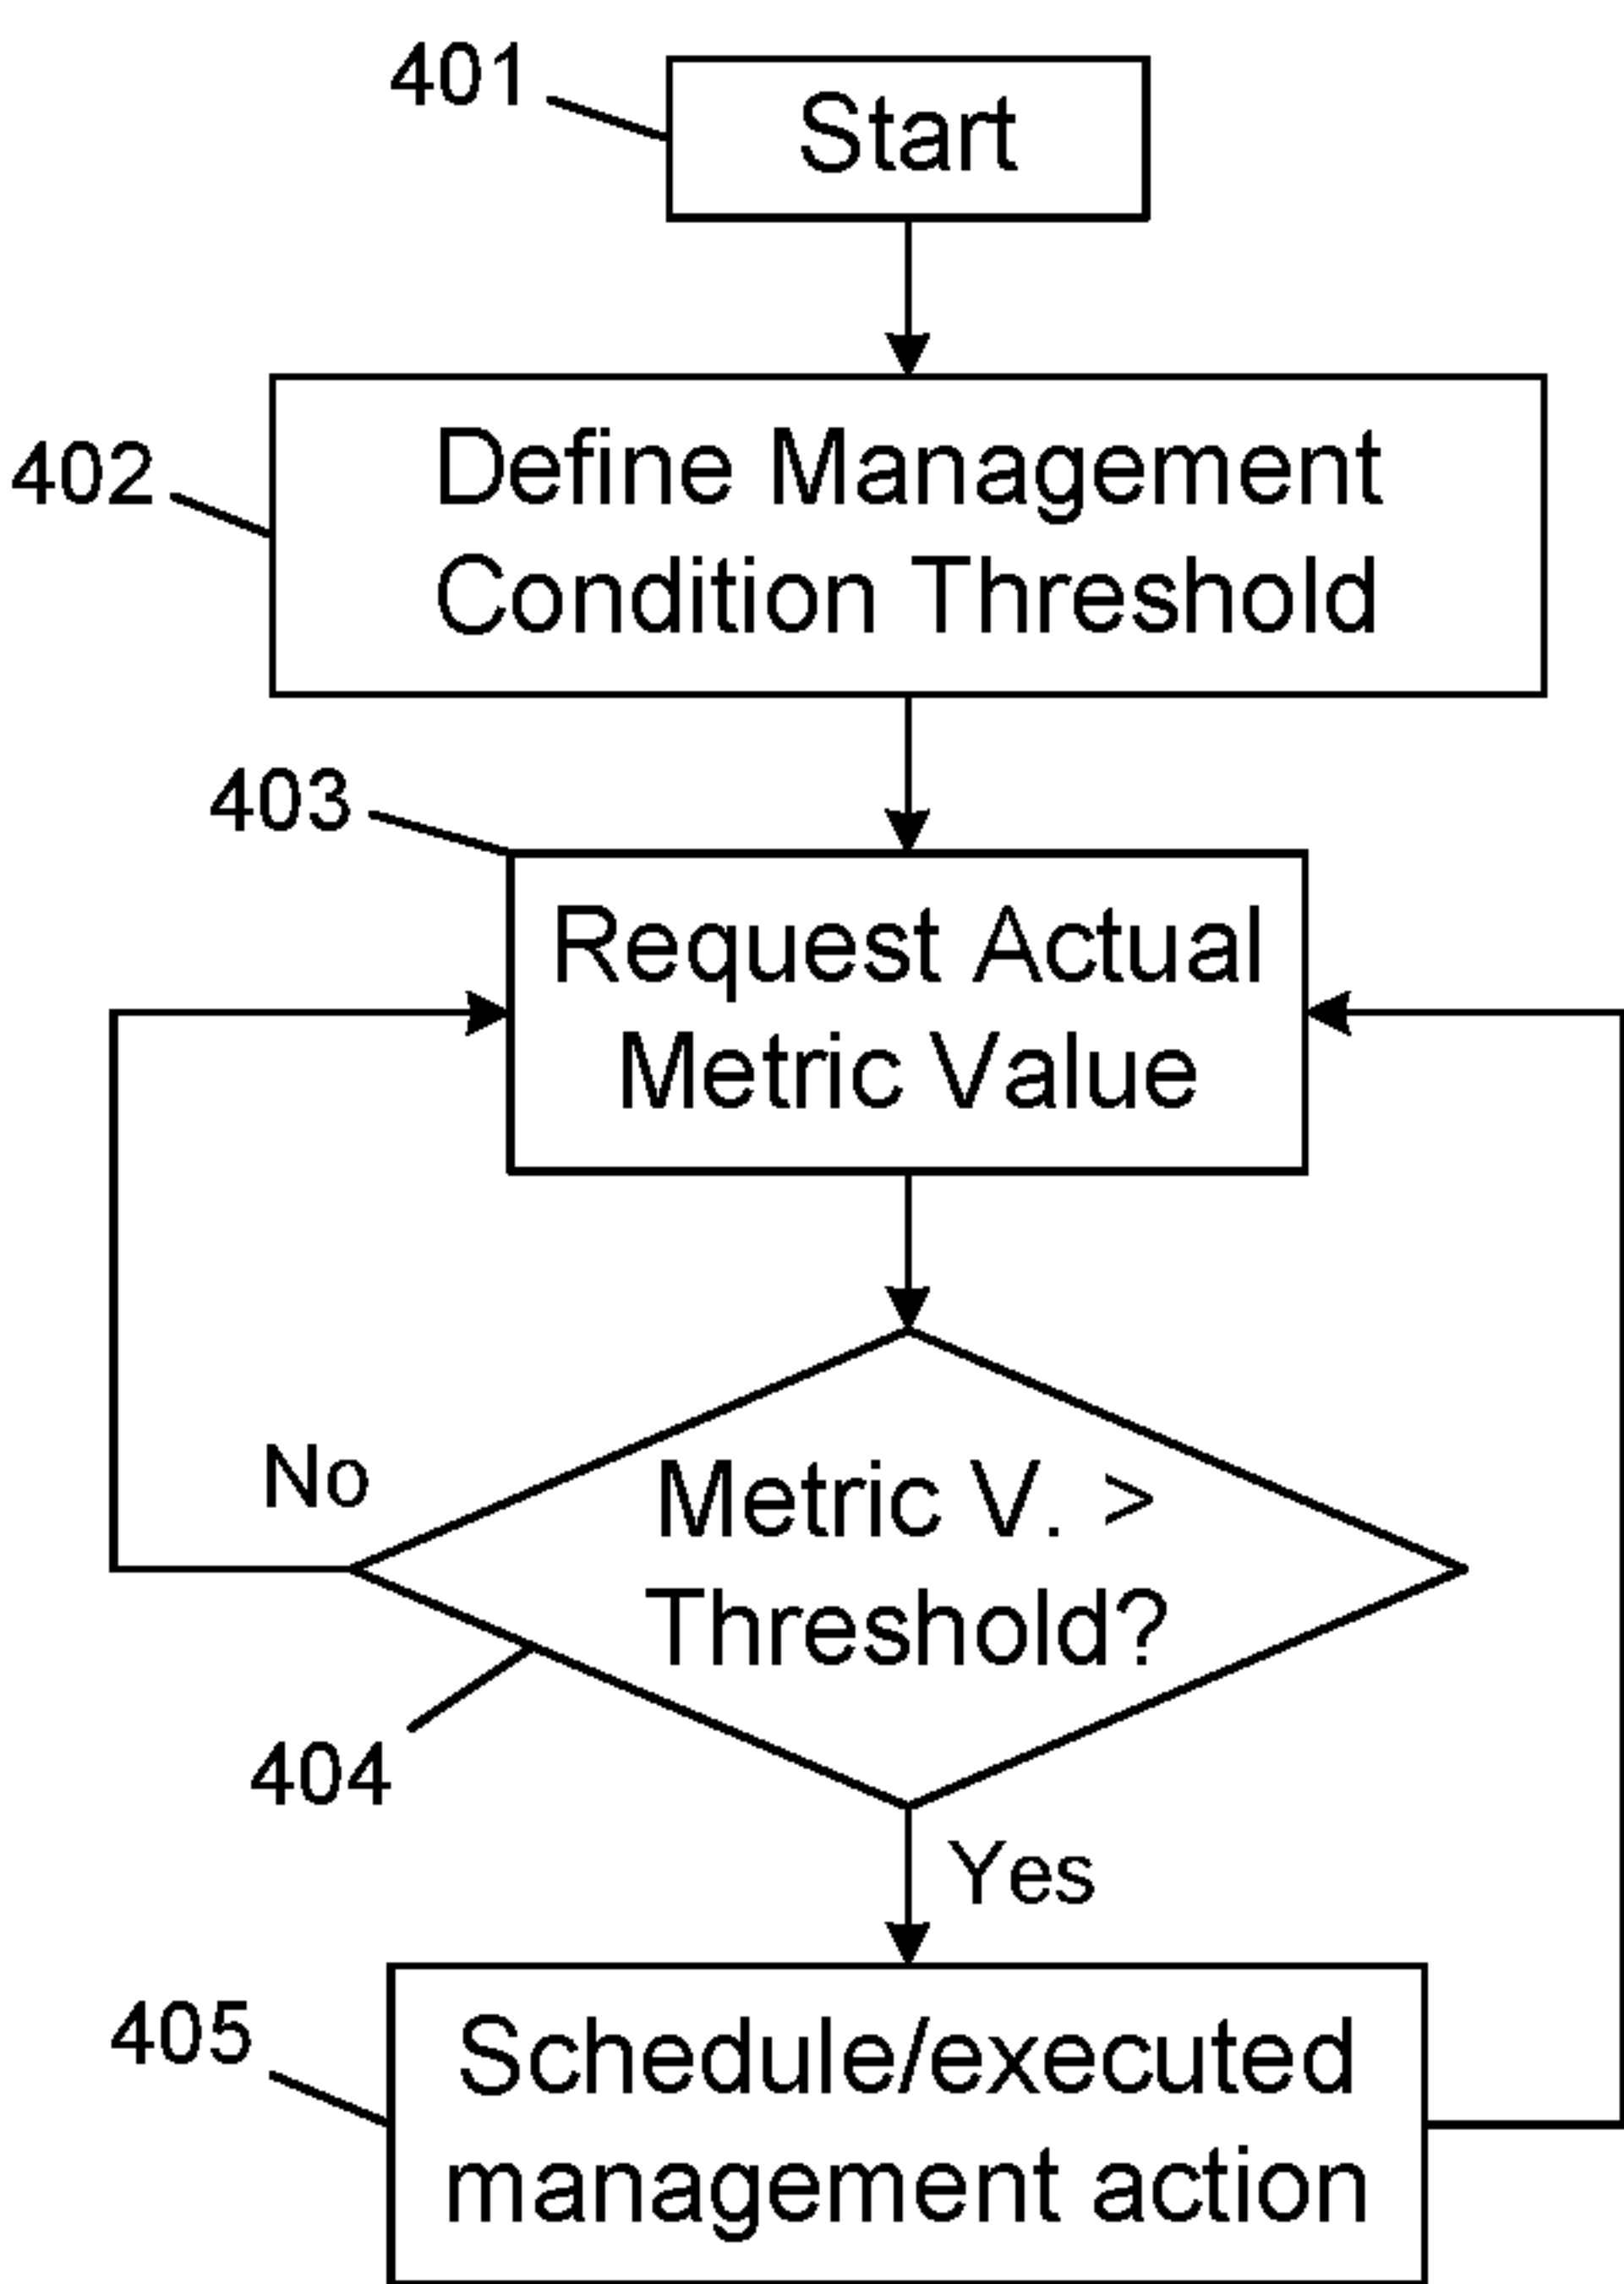 401
Start
402
Define Management
Condition Threshold
403
Request Actual
Metric Value
No
Metric V. >
Threshold?
404
Yes
405
Schedule/executed
management action